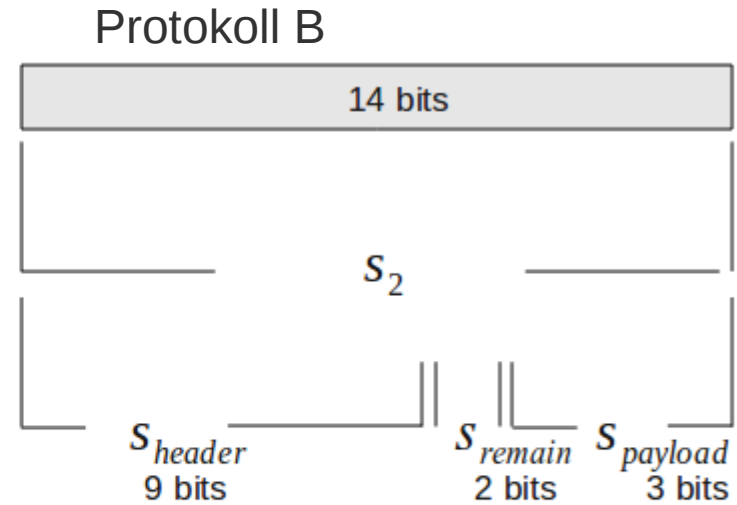 Protokoll B
14 bits
s2
sheader sremain spayload
9 bits 2 bits 3 bits